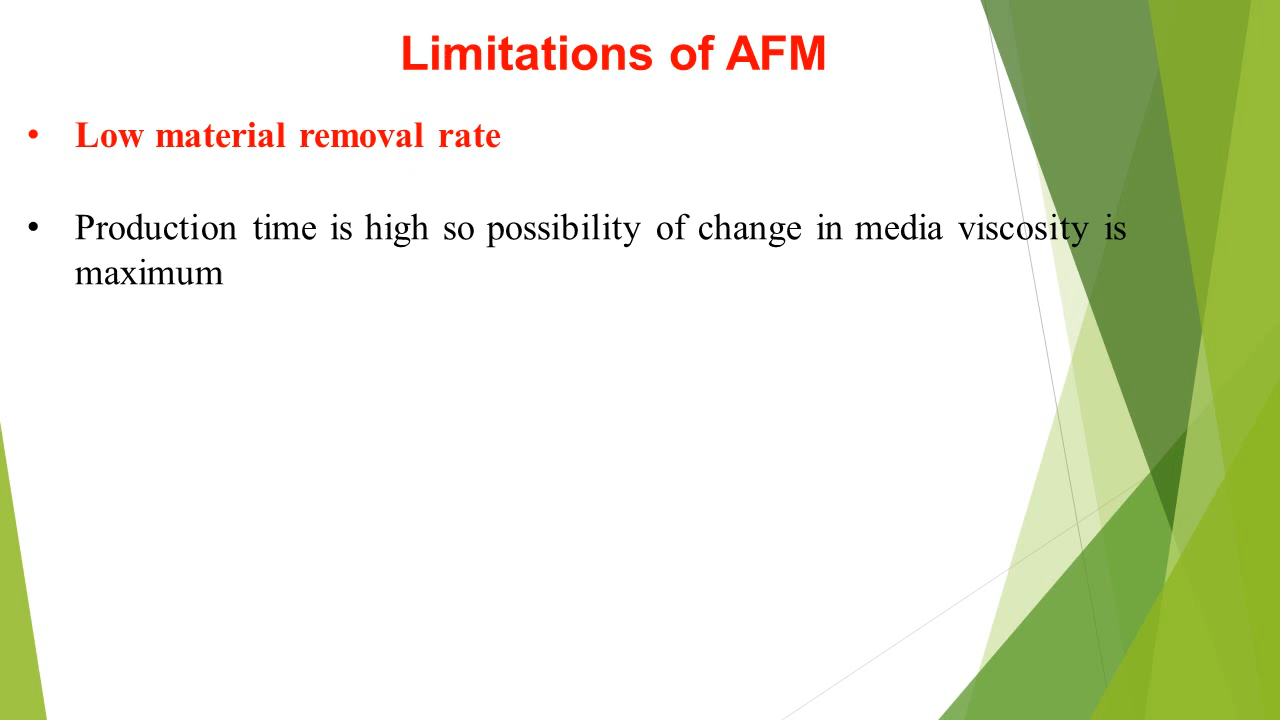 Limitations of AFM
• Low material removal rate
• Production time is high so possibility of change in media viscosity is
maximum